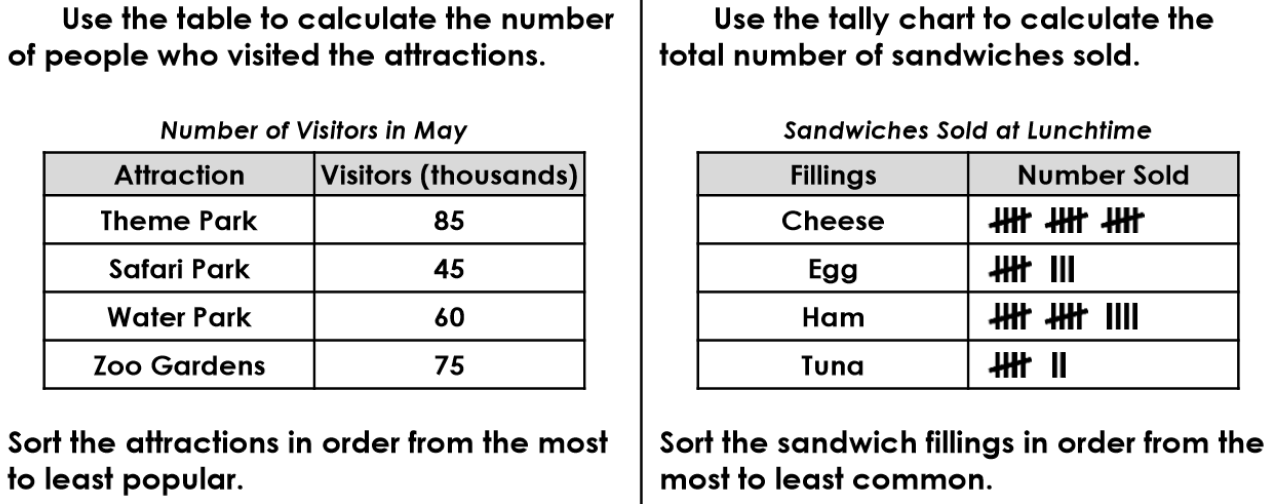 Use the table to calculate the number
of people who visited the attractions.
Number of Visitors in May
Attraction Visitors (thousands)
Theme Park 85
Safari Park 45
Water Park 60
Zoo Gardens 75
Sort the attractions in order from the most
to least popular.
Use the tally chart to calculate the
total number of sandwiches sold.
Sandwiches Sold at Lunchtime
Fillings Number Sold
Cheese
Egg
Ham
Tuna
Sort the sandwich fillings in order from the
most to least common.